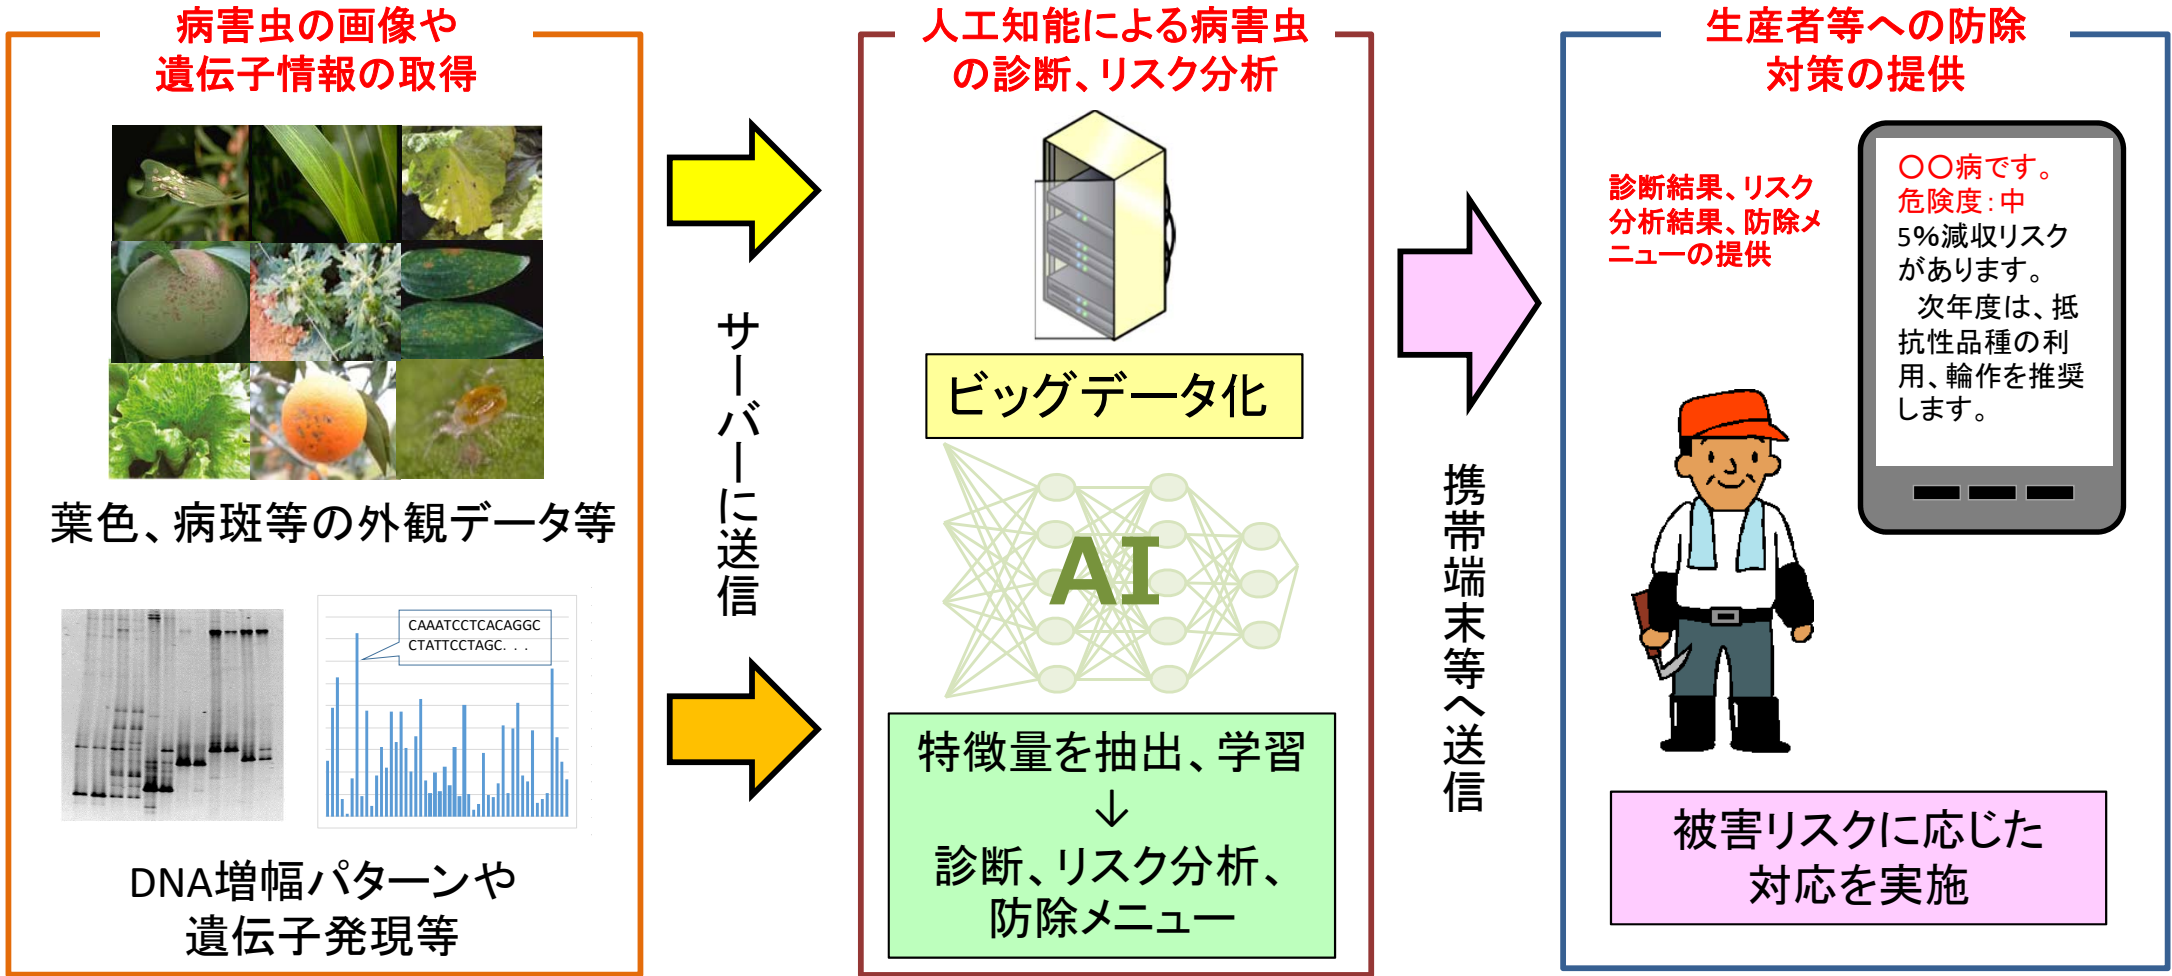 病害虫の画像や
遺伝子情報の取得
葉色、病斑等の外観データ等
CAAATCCTCACAGGC
CTATTCCTAGC. . .
DNA増幅パターンや
遺伝子発現等
サーバーに送信
人工知能による病害虫
の診断、リスク分析
ビッグデータ化
AI
特徴量を抽出、学習
↓
診断、リスク分析、
防除メニュー
携帯端末等へ送信
生産者等への防除
対策の提供
診断結果、リスク
分析結果、防除メ
ニューの提供
〇〇病です。
危険度:中
5%減収リスク
があります。
次年度は、抵
抗性品種の利
用、輪作を推奨
します。
被害リスクに応じた
対応を実施